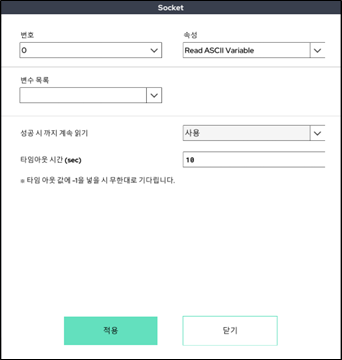 Socket
번호
속성
0
Read ASCII Variable
변수 목록
성공 시 까지 계속 읽기
사용
타임아웃 시간 (sec)
10
※ 타임 아웃 값에 -1을 넣을 시 무한대로 기다립니다.
적용
닫기